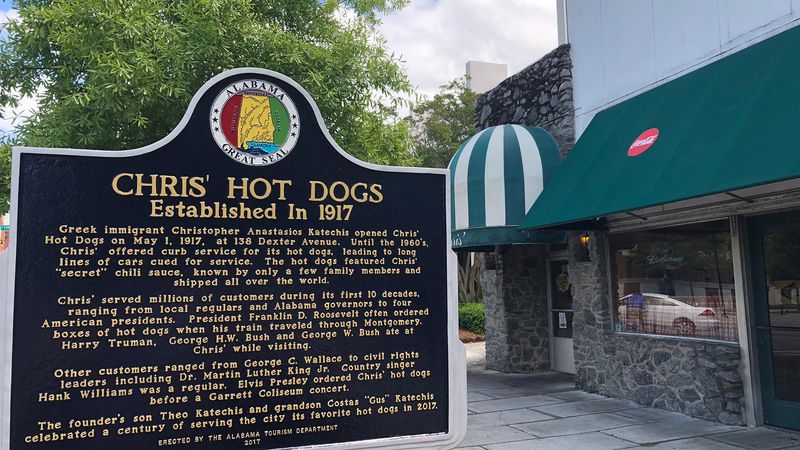 ALABAMA
GREAT SEAL
CHRIS' HOT DOGS
Established In 1917
Greek immigrant Christopher Anastasios Katechis opened Chris'
Hot Dogs on May 1, 1917, at 138 Dexter Avenue. Until the 1960's,
Chris' offered curb service for its hot dogs, leading to long
lines of cars cued for service. The hot dogs featured Chris'
"secret" chili sauce, known by only a few family members and
shipped all over the world.
Chris' served millions of customers during its first 10 decades,
ranging from local regulars and Alabama governors to four
American presidents. President Franklin D. Roosevelt often ordered
boxes of hot dogs when his train traveled through Montgomery.
Harry Truman, George H.W. Bush and George W. Bush ate at
Chris' while visiting.
Other customers ranged from George C. Wallace to civil rights
leaders including Dr. Martin Luther King Jr. Country singer
Hank Williams was a regular. Elvis Presley ordered Chris' hot dogs
before a Garrett Coliseum concert.
The founder's son Theo Katechis and grandson Costas "Gus" Katechis
celebrated a century of serving the city its favorite hot dogs in 2017.
ERECTED BY THE ALABAMA TOURISM DEPARTMENT
2017
Coca-Cola
Budweiser